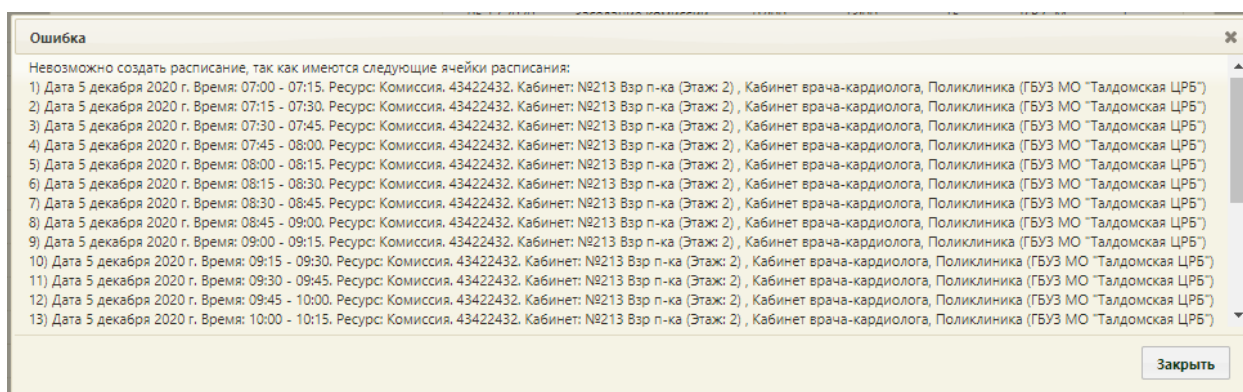 Ошибка
Невозможно создать расписание, так как имеются следующие ячейки расписания:
1) Дата 5 декабря 2020 г. Время: 07:00 - 07:15. Ресурс: Комиссия. 43422432. Кабинет: №213 Взр п-ка (Этаж: 2) , Кабинет врача-кардиолога, Поликлиника (ГБУЗ МО "Талдомская ЦРБ")
2) Дата 5 декабря 2020 г. Время: 07:15 - 07:30. Ресурс: Комиссия. 43422432. Кабинет: №213 Взр п-ка (Этаж: 2) , Кабинет врача-кардиолога, Поликлиника (ГБУЗ МО "Талдомская ЦРБ")
3) Дата 5 декабря 2020 г. Время: 07:30 - 07:45. Ресурс: Комиссия. 43422432. Кабинет: №213 Взр п-ка (Этаж: 2) , Кабинет врача-кардиолога, Поликлиника (ГБУЗ МО "Талдомская ЦРБ")
4) Дата 5 декабря 2020 г. Время: 07:45 - 08:00. Ресурс: Комиссия. 43422432. Кабинет: №213 Взр п-ка (Этаж: 2) , Кабинет врача-кардиолога, Поликлиника (ГБУЗ МО "Талдомская ЦРБ")
5) Дата 5 декабря 2020 г. Время: 08:00 - 08:15. Ресурс: Комиссия. 43422432. Кабинет: №213 Взр п-ка (Этаж: 2) , Кабинет врача-кардиолога, Поликлиника (ГБУЗ МО "Талдомская ЦРБ")
6) Дата 5 декабря 2020 г. Время: 08:15 - 08:30. Ресурс: Комиссия. 43422432. Кабинет: №213 Взр п-ка (Этаж: 2) , Кабинет врача-кардиолога, Поликлиника (ГБУЗ МО "Талдомская ЦРБ")
7) Дата 5 декабря 2020 г. Время: 08:30 - 08:45. Ресурс: Комиссия. 43422432. Кабинет: №213 Взр п-ка (Этаж: 2) , Кабинет врача-кардиолога, Поликлиника (ГБУЗ МО "Талдомская ЦРБ")
8) Дата 5 декабря 2020 г. Время: 08:45 - 09:00. Ресурс: Комиссия. 43422432. Кабинет: №213 Взр п-ка (Этаж: 2) , Кабинет врача-кардиолога, Поликлиника (ГБУЗ МО "Талдомская ЦРБ")
9) Дата 5 декабря 2020 г. Время: 09:00 - 09:15. Ресурс: Комиссия. 43422432. Кабинет: №213 Взр п-ка (Этаж: 2) , Кабинет врача-кардиолога, Поликлиника (ГБУЗ МО "Талдомская ЦРБ")
10) Дата 5 декабря 2020 г. Время: 09:15 - 09:30. Ресурс: Комиссия. 43422432. Кабинет: №213 Взр п-ка (Этаж: 2) , Кабинет врача-кардиолога, Поликлиника (ГБУЗ МО "Талдомская ЦРБ")
11) Дата 5 декабря 2020 г. Время: 09:30 - 09:45. Ресурс: Комиссия. 43422432. Кабинет: №213 Взр п-ка (Этаж: 2) , Кабинет врача-кардиолога, Поликлиника (ГБУЗ МО "Талдомская ЦРБ")
12) Дата 5 декабря 2020 г. Время: 09:45 - 10:00. Ресурс: Комиссия. 43422432. Кабинет: №213 Взр п-ка (Этаж: 2) , Кабинет врача-кардиолога, Поликлиника (ГБУЗ МО "Талдомская ЦРБ")
13) Дата 5 декабря 2020 г. Время: 10:00 - 10:15. Ресурс: Комиссия. 43422432. Кабинет: №213 Взр п-ка (Этаж: 2) , Кабинет врача-кардиолога, Поликлиника (ГБУЗ МО "Талдомская ЦРБ")
Закрыть